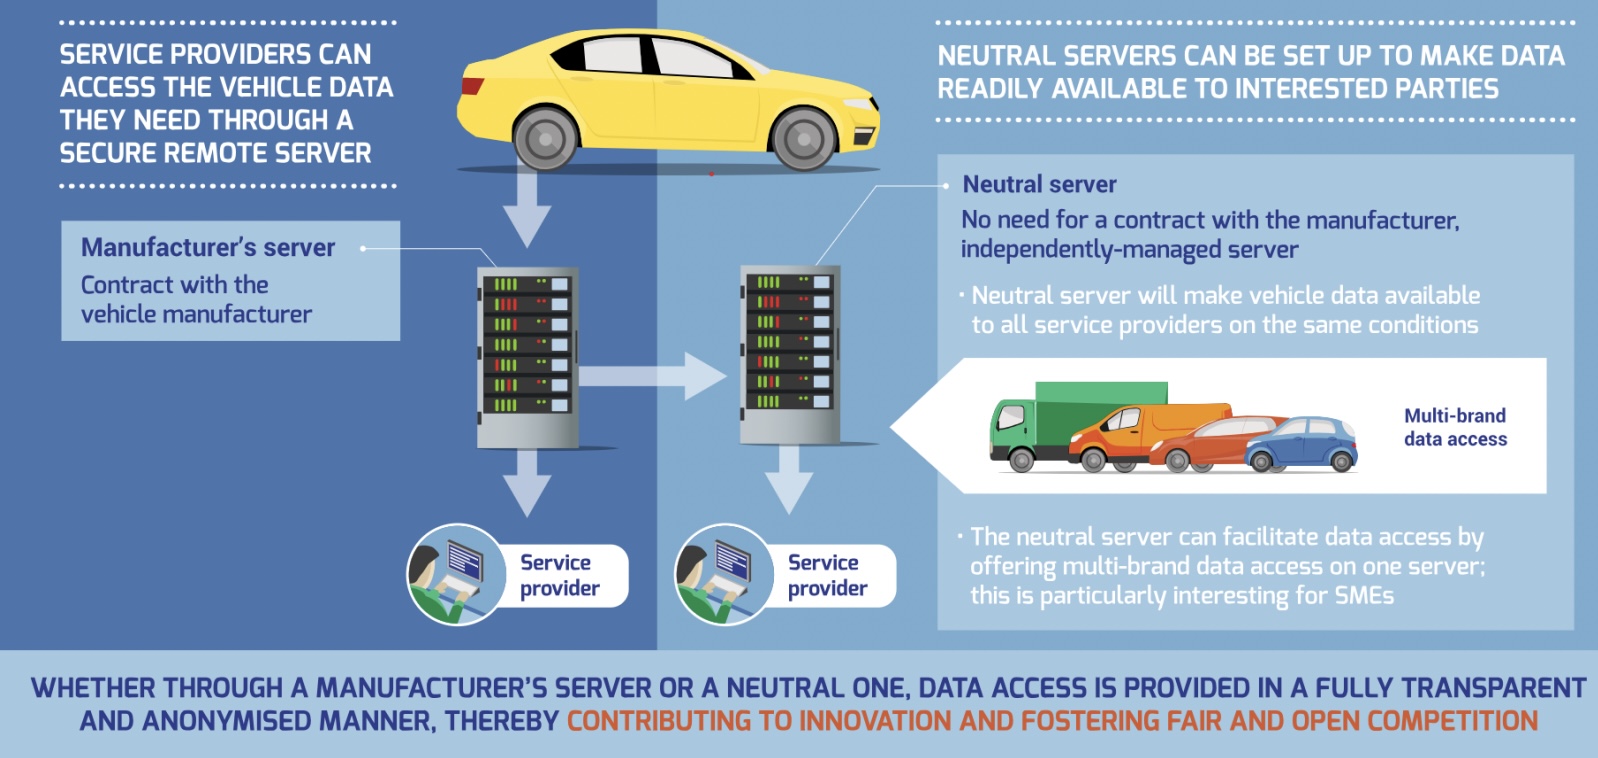 SERVICE PROVIDERS CAN
ACCESS THE VEHICLE DATA
THEY NEED THROUGH A
SECURE REMOTE SERVER
Manufacturer's server
Contract with the
vehicle manufacturer
Service
provider
Service
provider
NEUTRAL SERVERS CAN BE SET UP TO MAKE DATA
READILY AVAILABLE TO INTERESTED PARTIES
Neutral server
No need for a contract with the manufacturer,
independently-managed server
· Neutral server will make vehicle data available
to all service providers on the same conditions
Multi-brand
data access
· The neutral server can facilitate data access by
offering multi-brand data access on one server;
this is particularly interesting for SMEs
WHETHER THROUGH A MANUFACTURER'S SERVER OR A NEUTRAL ONE, DATA ACCESS IS PROVIDED IN A FULLY TRANSPARENT
AND ANONYMISED MANNER, THEREBY CONTRIBUTING TO INNOVATION AND FOSTERING FAIR AND OPEN COMPETITION